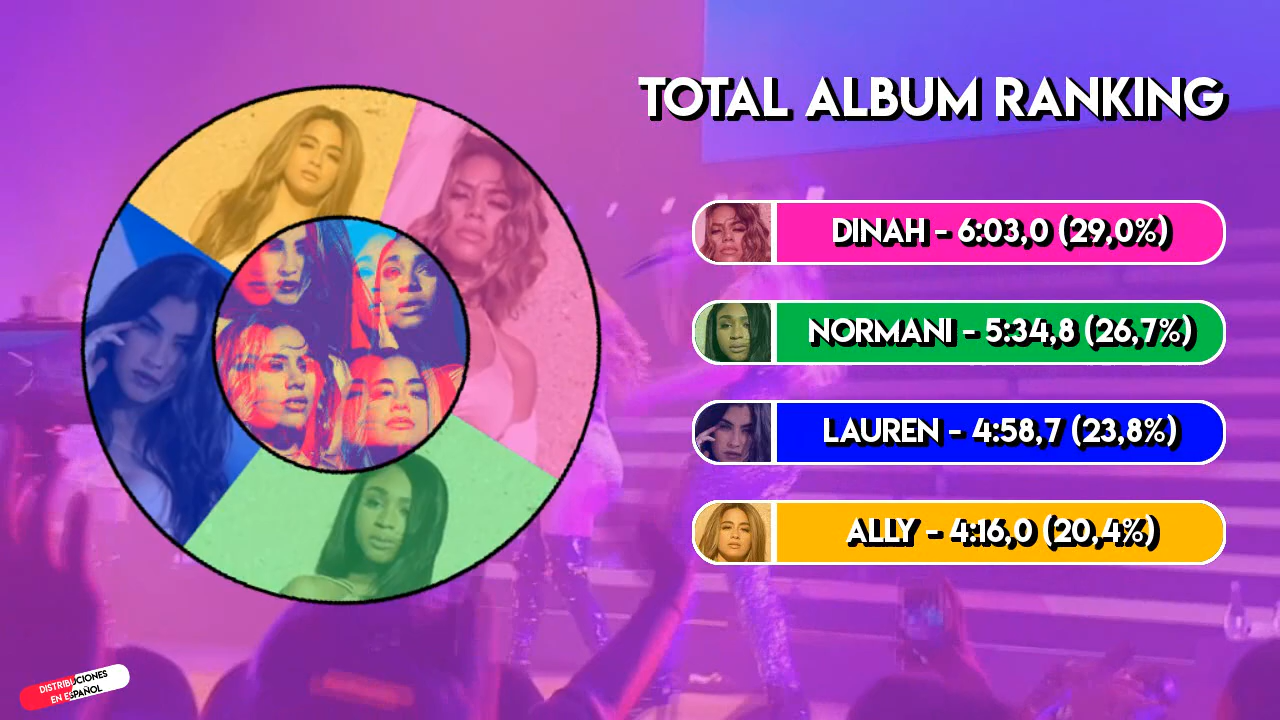 TOTAL ALBUM RANKING
DINAH - 6:03,0 (29,0%)
NORMANI - 5:34,8 (26,7%)
LAUREN - 4:58,7 (23,8%)
ALLY - 4:16,0 (20,4%)
DISTRIBUCIONES
EN ESPAÑOL